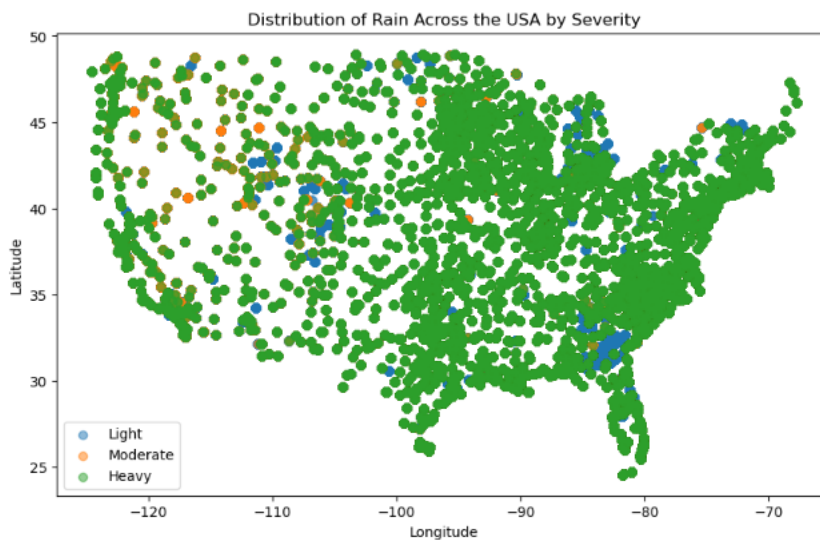 Distribution of Rain Across the USA by Severity
50
45
40
35
30
25
Latitude
Light
Moderate
Heavy
−120
−110
−100
−90
−80
−70
Longitude